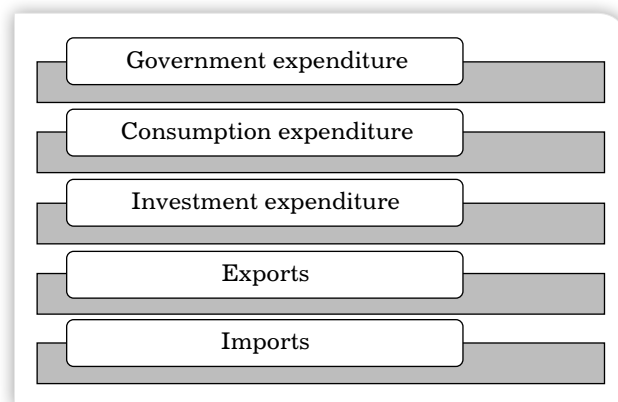 Government expenditure
Consumption expenditure
Investment expenditure
Exports
Imports